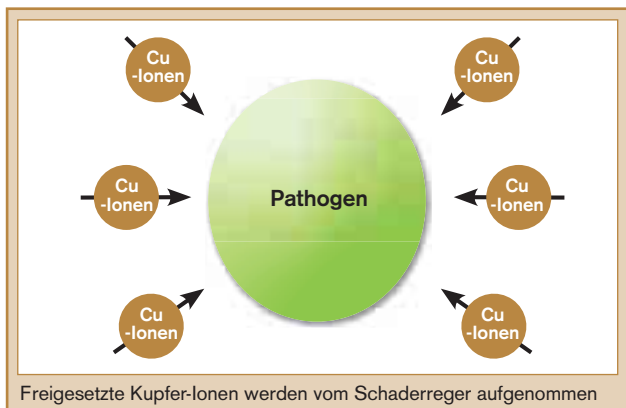 Cu
-Ionen
Cu
-Ionen
Cu
-Ionen
Pathogen
Cu
-Ionen
Cu
-Ionen
Cu
-Ionen
Freigesetzte Kupfer-Ionen werden vom Schaderreger aufgenommen